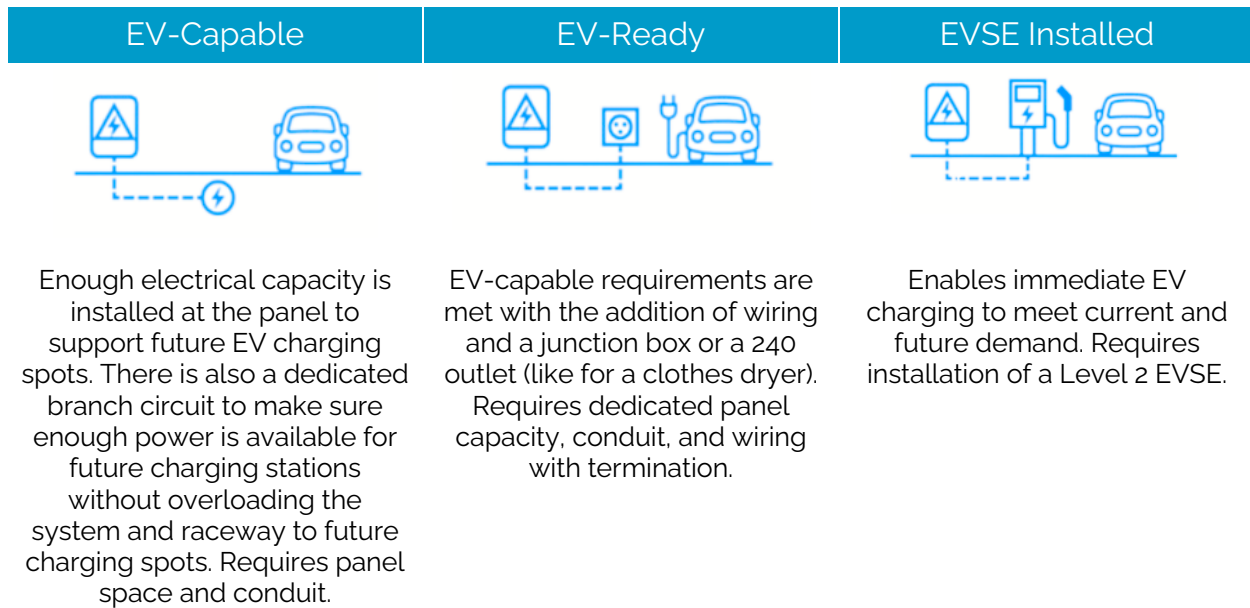 EV-Capable
EV-Ready
EVSE Installed
Enough electrical capacity is
installed at the panel to
support future EV charging
spots. There is also a dedicated
branch circuit to make sure
enough power is available for
future charging stations
without overloading the
system and raceway to future
charging spots. Requires panel
space and conduit.
EV-capable requirements are
met with the addition of wiring
and a junction box or a 240
outlet (like for a clothes dryer).
Requires dedicated panel
capacity, conduit, and wiring
with termination.
Enables immediate EV
charging to meet current and
future demand. Requires
installation of a Level 2 EVSE.